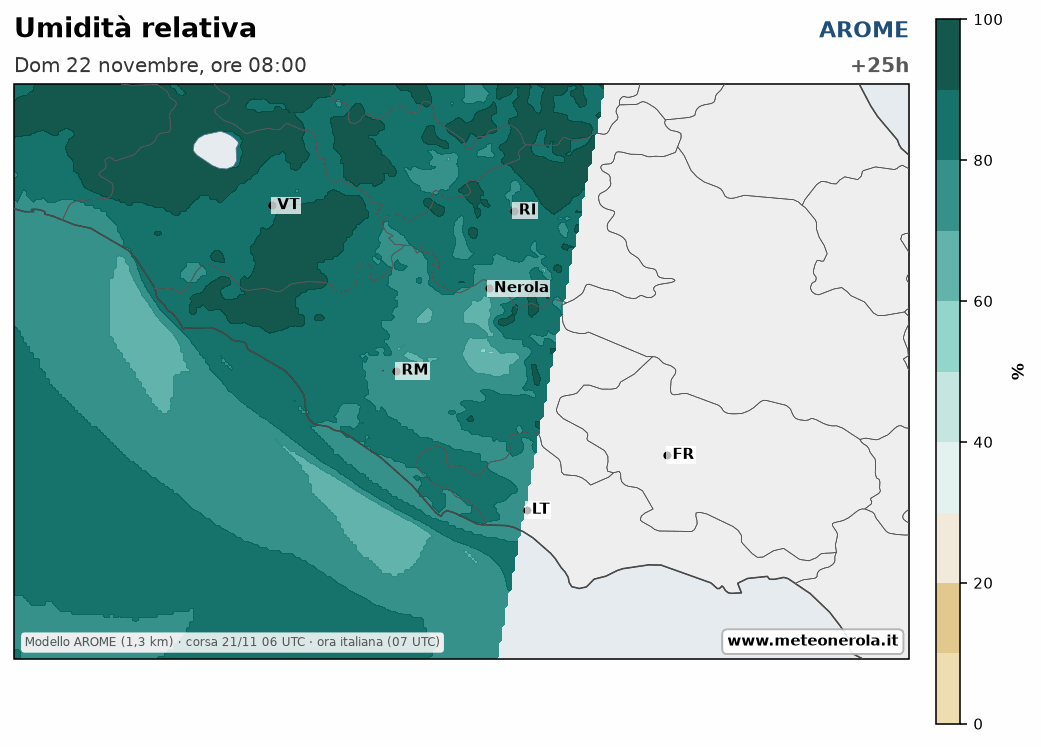 Umidità relativa
AROME
Dom 22 novembre, ore 08:00
+25h
VT
RI
Nerola
RM
FR
LT
Modello AROME (1,3 km) · corsa 21/11 06 UTC · ora italiana (07 UTC)
www.meteonerola.it
100
80
60
40
20
0
%